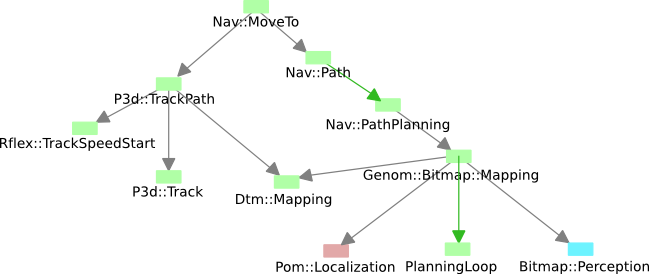 Nav::MoveTo
Nav::Path
P3d::TrackPath
Nav::PathPlanning
Rflex::TrackSpeedStart
Genom::Bitmap::Mapping
P3d::Track
Dtm::Mapping
Pom::Localization
PlanningLoop
Bitmap::Perception